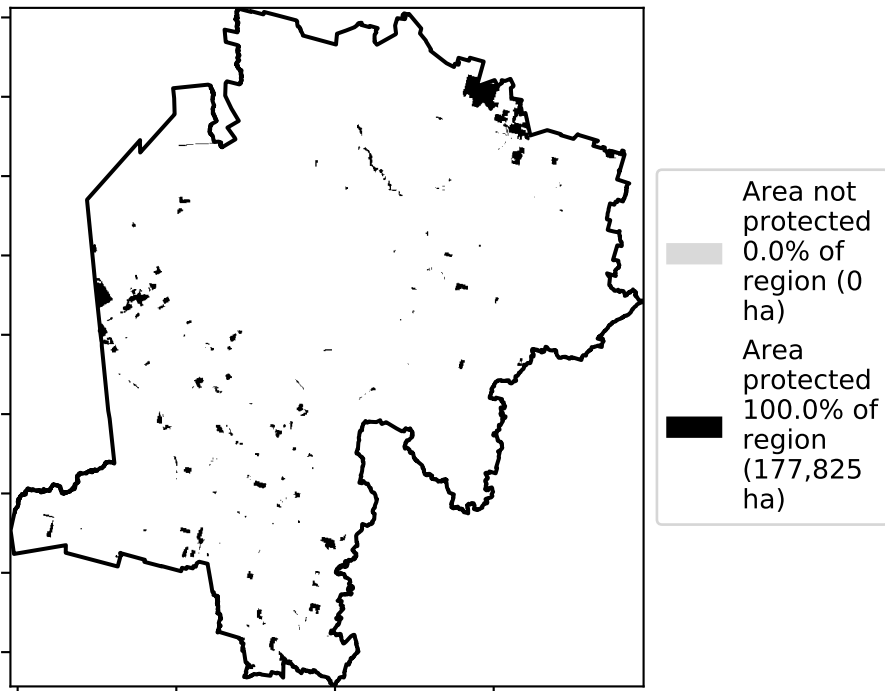 Area not
protected
0.0% of
region (0
ha)
Area
protected
100.0% of
region
(177,825
ha)